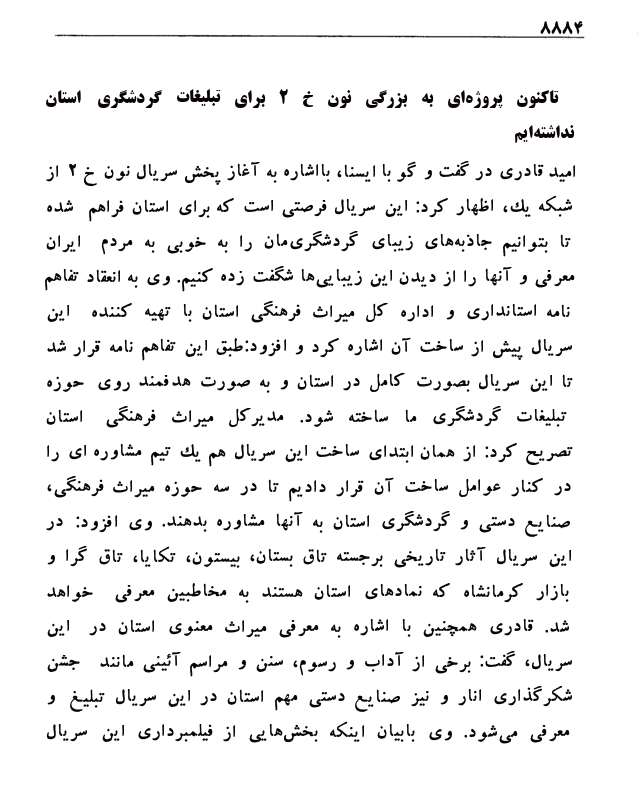 ۸۸۸۴
تاکنون پروژه‌ای به بزرگی نون خ ۲ برای تبلیغات گردشگری استان
نداشته‌ایم
امید قادری در گفت و گو با ایسنا، بااشاره به آغاز پخش سریال نون خ ۲ از
شبکه یك، اظهار کرد: این سریال فرصتی است که برای استان فراهم شده
تا بتوانیم جاذبه‌های زیبای گردشگری‌مان را به خوبی به مردم ایران
معرفی و آنها را از دیدن این زیبایی‌ها شگفت زده کنیم. وی به انعقاد تفاهم
نامه استانداری و اداره کل میراث فرهنگی استان با تهیه کننده این
سریال پیش از ساخت آن اشاره کرد و افزود:طبق این تفاهم نامه قرار شد
تا این سریال بصورت کامل در استان و به صورت هدفمند روی حوزه
تبلیغات گردشگری ما ساخته شود. مدیرکل میراث فرهنگی استان
تصریح کرد: از همان ابتدای ساخت این سریال هم یك تیم مشاوره ای را
در کنار عوامل ساخت آن قرار دادیم تا در سه حوزه میراث فرهنگی،
صنایع دستی و گردشگری استان به آنها مشاوره بدهند. وی افزود: در
این سریال آثار تاریخی برجسته تاق بستان، بیستون، تکایا، تاق گرا و
بازار کرمانشاه که نمادهای استان هستند به مخاطبین معرفی خواهد
شد. قادری همچنین با اشاره به معرفی میراث معنوی استان در این
سریال، گفت: برخی از آداب و رسوم، سنن و مراسم آئینی مانند جشن
شکرگذاری انار و نیز صنایع دستی مهم استان در این سریال تبلیغ و
معرفی می‌شود. وی بابیان اینکه بخش‌هایی از فیلمبرداری این سریال